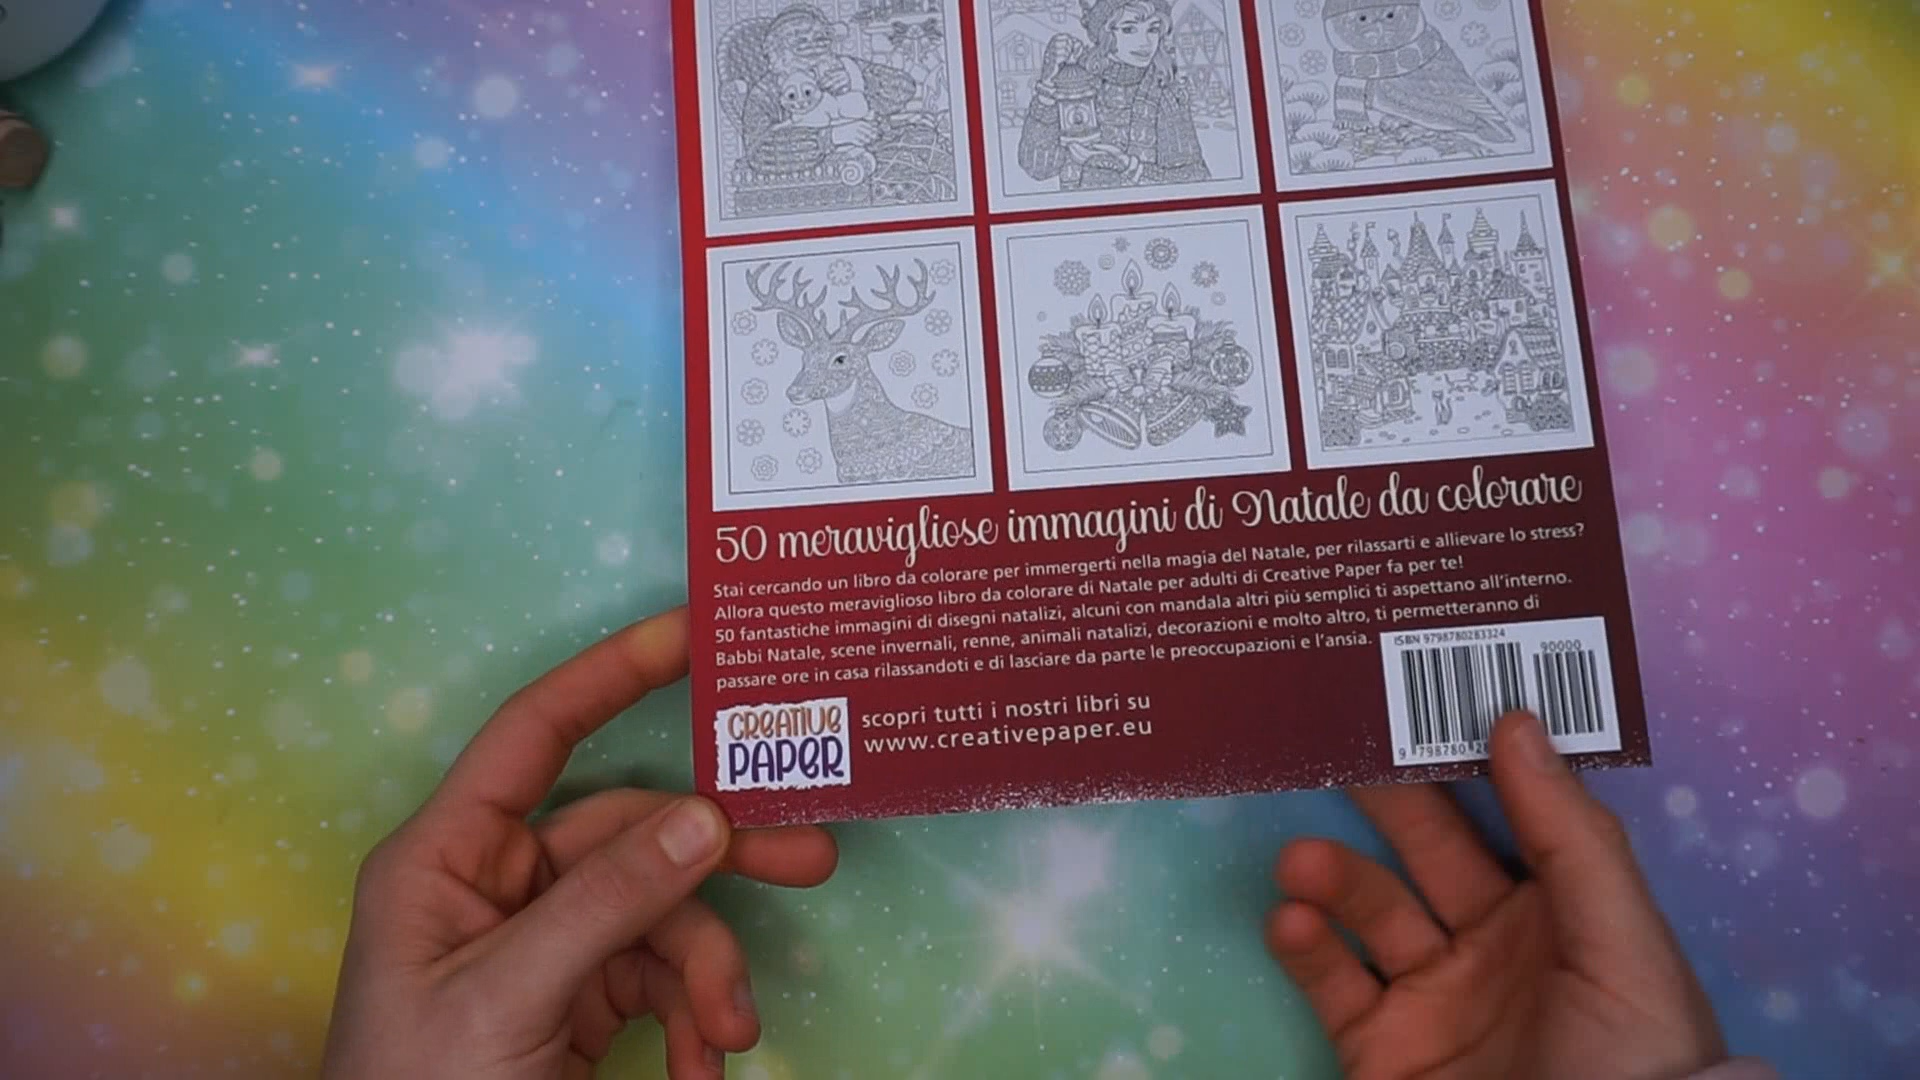 50 meravigliose immagini di Natale da colorare
Stai cercando un libro da colorare per immergerti nella magia del Natale, per rilassarti e allievare lo stress?
Allora questo meraviglioso libro da colorare di Natale per adulti di Creative Paper fa per te!
50 fantastiche immagini di disegni natalizi, alcuni con mandala altri più semplici ti aspettano all'interno.
Babbi Natale, scene invernali, renne, animali natalizi, decorazioni e molto altro, ti permetteranno di
passare ore in casa rilassandoti e di lasciare da parte le preoccupazioni e l'ansia.
ISBN 9798780283324
90000
CREATIVE
PAPER
scopri tutti i nostri libri su
www.creativepaper.eu
9 798780